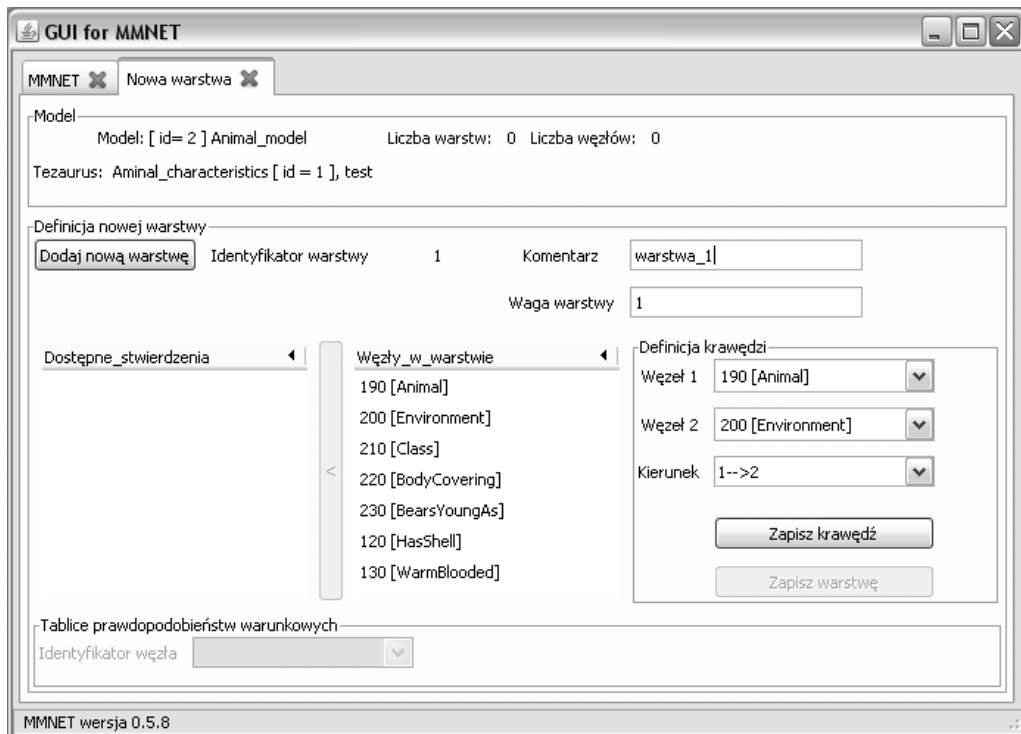 GUI for MMNET
MMNET Nowa warstwa
Model
Model: [ id= 2 ] Animal_model Liczba warstw: 0 Liczba węzłów: 0
Tezaurus: Aminal_characteristics [ id = 1 ], test
Definicja nowej warstwy
Dodaj nową warstwę Identyfikator warstwy 1 Komentarz warstwa_1
Waga warstwy 1
Dostępne_stwierdzenia
<
Węzły_w_warstwie
190 [Animal]
200 [Environment]
210 [Class]
220 [BodyCovering]
230 [BearsYoungAs]
120 [HasShell]
130 [WarmBlooded]
Definicja krawędzi
Węzeł 1 190 [Animal]
Węzeł 2 200 [Environment]
Kierunek 1-->2
Zapisz krawędź
Zapisz warstwę
Tablice prawdopodobieństw warunkowych
Identyfikator węzła
MMNET wersja 0.5.8